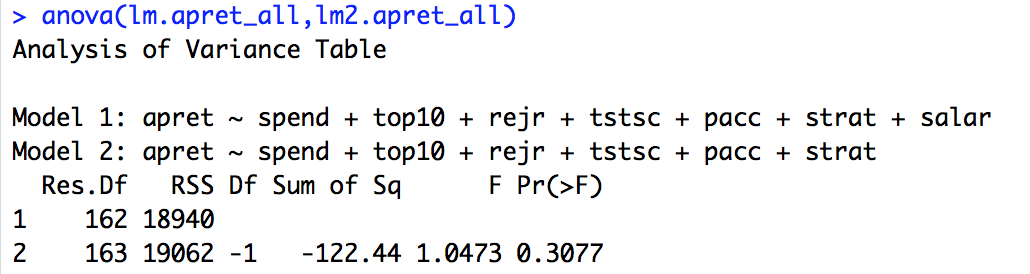 > anova(lm.apret_all,lm2.apret_all)
Analysis of Variance Table
Model 1: apret ~ spend + top10 + rejr + tstsc + pacc + strat + salar
Model 2: apret ~ spend + top10 + rejr + tstsc + pacc + strat
  Res.Df   RSS Df Sum of Sq      F Pr(>F)
1    162 18940
2    163 19062 -1   -122.44 1.0473 0.3077